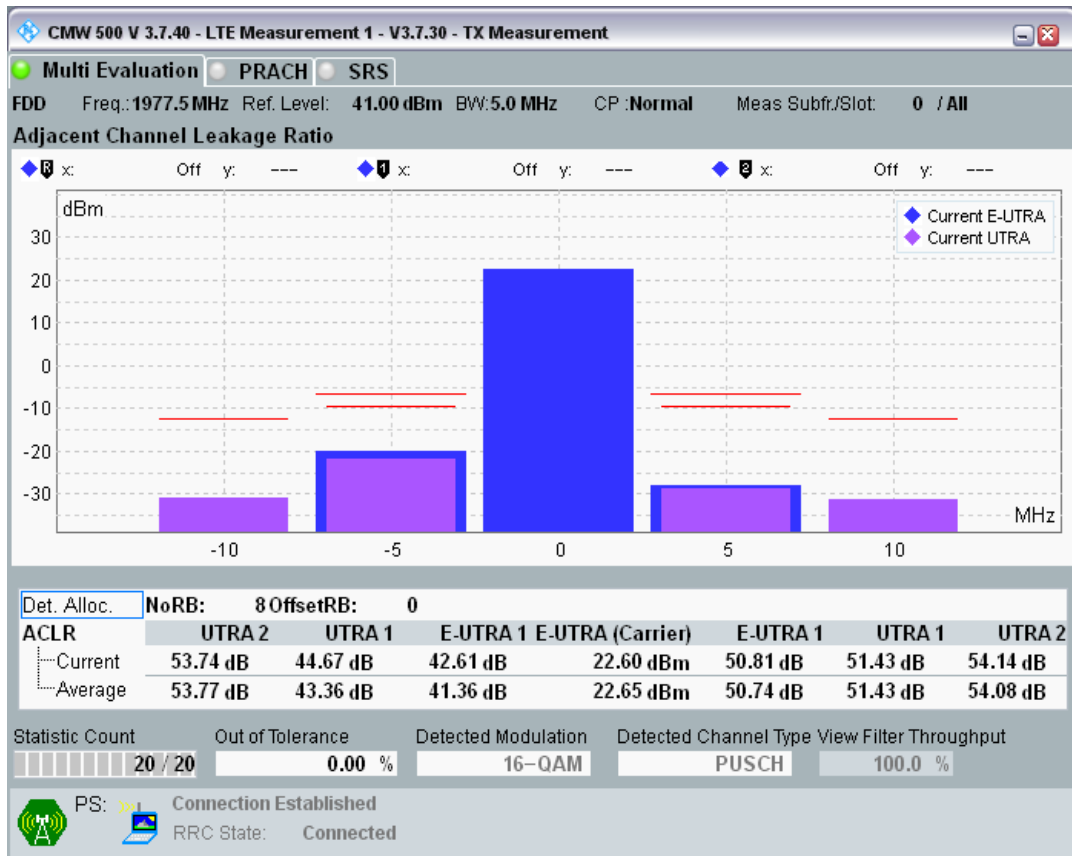 CMW 500 V 3.7.40 - LTE Measurement 1 - V3.7.30 - TX Measurement
Multi Evaluation PRACH SRS
FDD Freq.:1977.5 MHz Ref. Level: 41.00 dBm BW:5.0 MHz CP :Normal Meas Subfr./Slot: 0 / All
Adjacent Channel Leakage Ratio
R x: Off y: --- 1 x: Off y: --- 2 x: Off y: ---
dBm
Current E-UTRA
Current UTRA
30
20
10
0
-10
-20
-30
MHz
-10 -5 0 5 10
Det. Alloc. NoRB: 8 OffsetRB: 0
ACLR UTRA 2 UTRA 1 E-UTRA 1 E-UTRA (Carrier) E-UTRA 1 UTRA 1 UTRA 2
Current 53.74 dB 44.67 dB 42.61 dB 22.60 dBm 50.81 dB 51.43 dB 54.14 dB
Average 53.77 dB 43.36 dB 41.36 dB 22.65 dBm 50.74 dB 51.43 dB 54.08 dB
Statistic Count Out of Tolerance Detected Modulation Detected Channel Type View Filter Throughput
20 / 20 0.00 % 16-QAM PUSCH 100.0 %
PS: Connection Established
RRC State: Connected